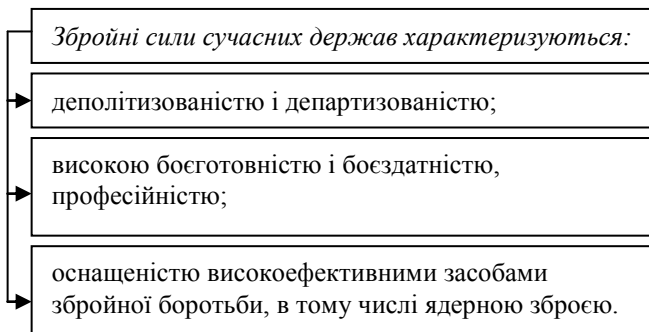 Збройні сили сучасних держав характеризуються:
деполітизованістю і департизованістю;
високою боєготовністю і боєздатністю,
професійністю;
оснащеністю високоефективними засобами
збройної боротьби, в тому числі ядерною зброєю.